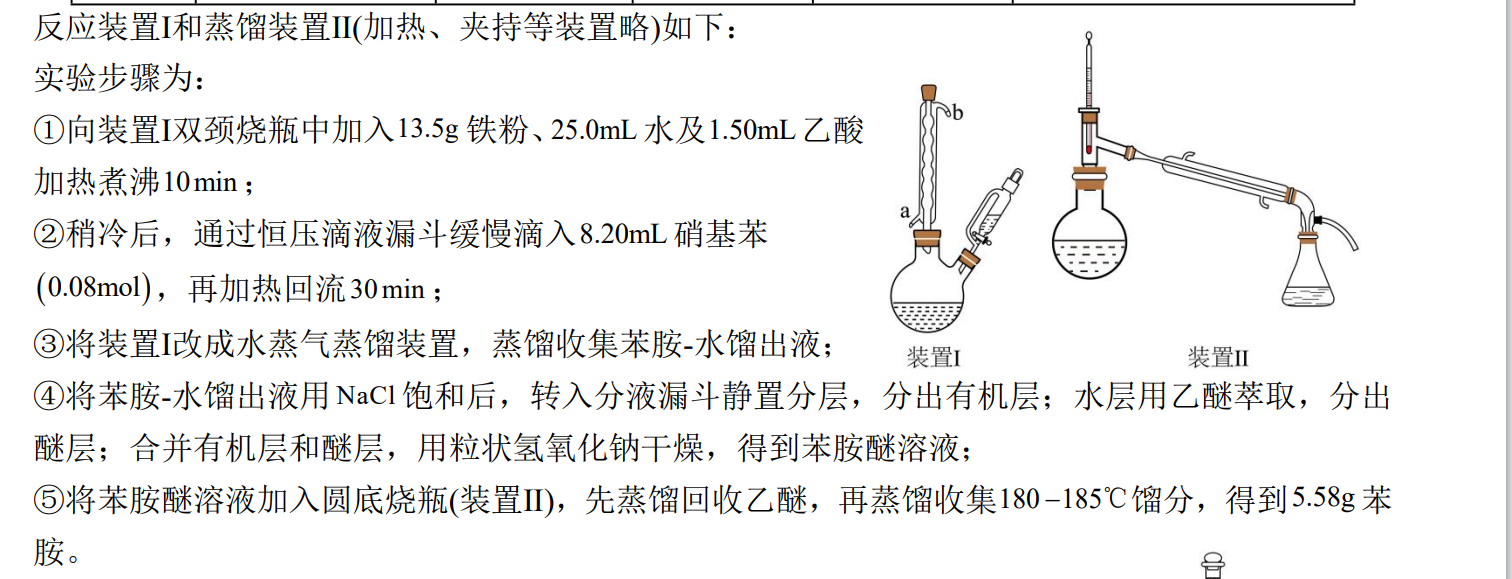 反应装置I和蒸馏装置II(加热、夹持等装置略)如下：
实验步骤为：
①向装置I双颈烧瓶中加入13.5g铁粉、25.0mL水及1.50mL乙酸
加热煮沸10min；
②稍冷后，通过恒压滴液漏斗缓慢滴入8.20mL硝基苯
(0.08mol)，再加热回流30min；
③将装置I改成水蒸气蒸馏装置，蒸馏收集苯胺-水馏出液；
b
a
装置I
装置II
④将苯胺-水馏出液用NaCl饱和后，转入分液漏斗静置分层，分出有机层；水层用乙醚萃取，分出
醚层；合并有机层和醚层，用粒状氢氧化钠干燥，得到苯胺醚溶液；
⑤将苯胺醚溶液加入圆底烧瓶(装置II)，先蒸馏回收乙醚，再蒸馏收集180−185℃馏分，得到5.58g苯
胺。